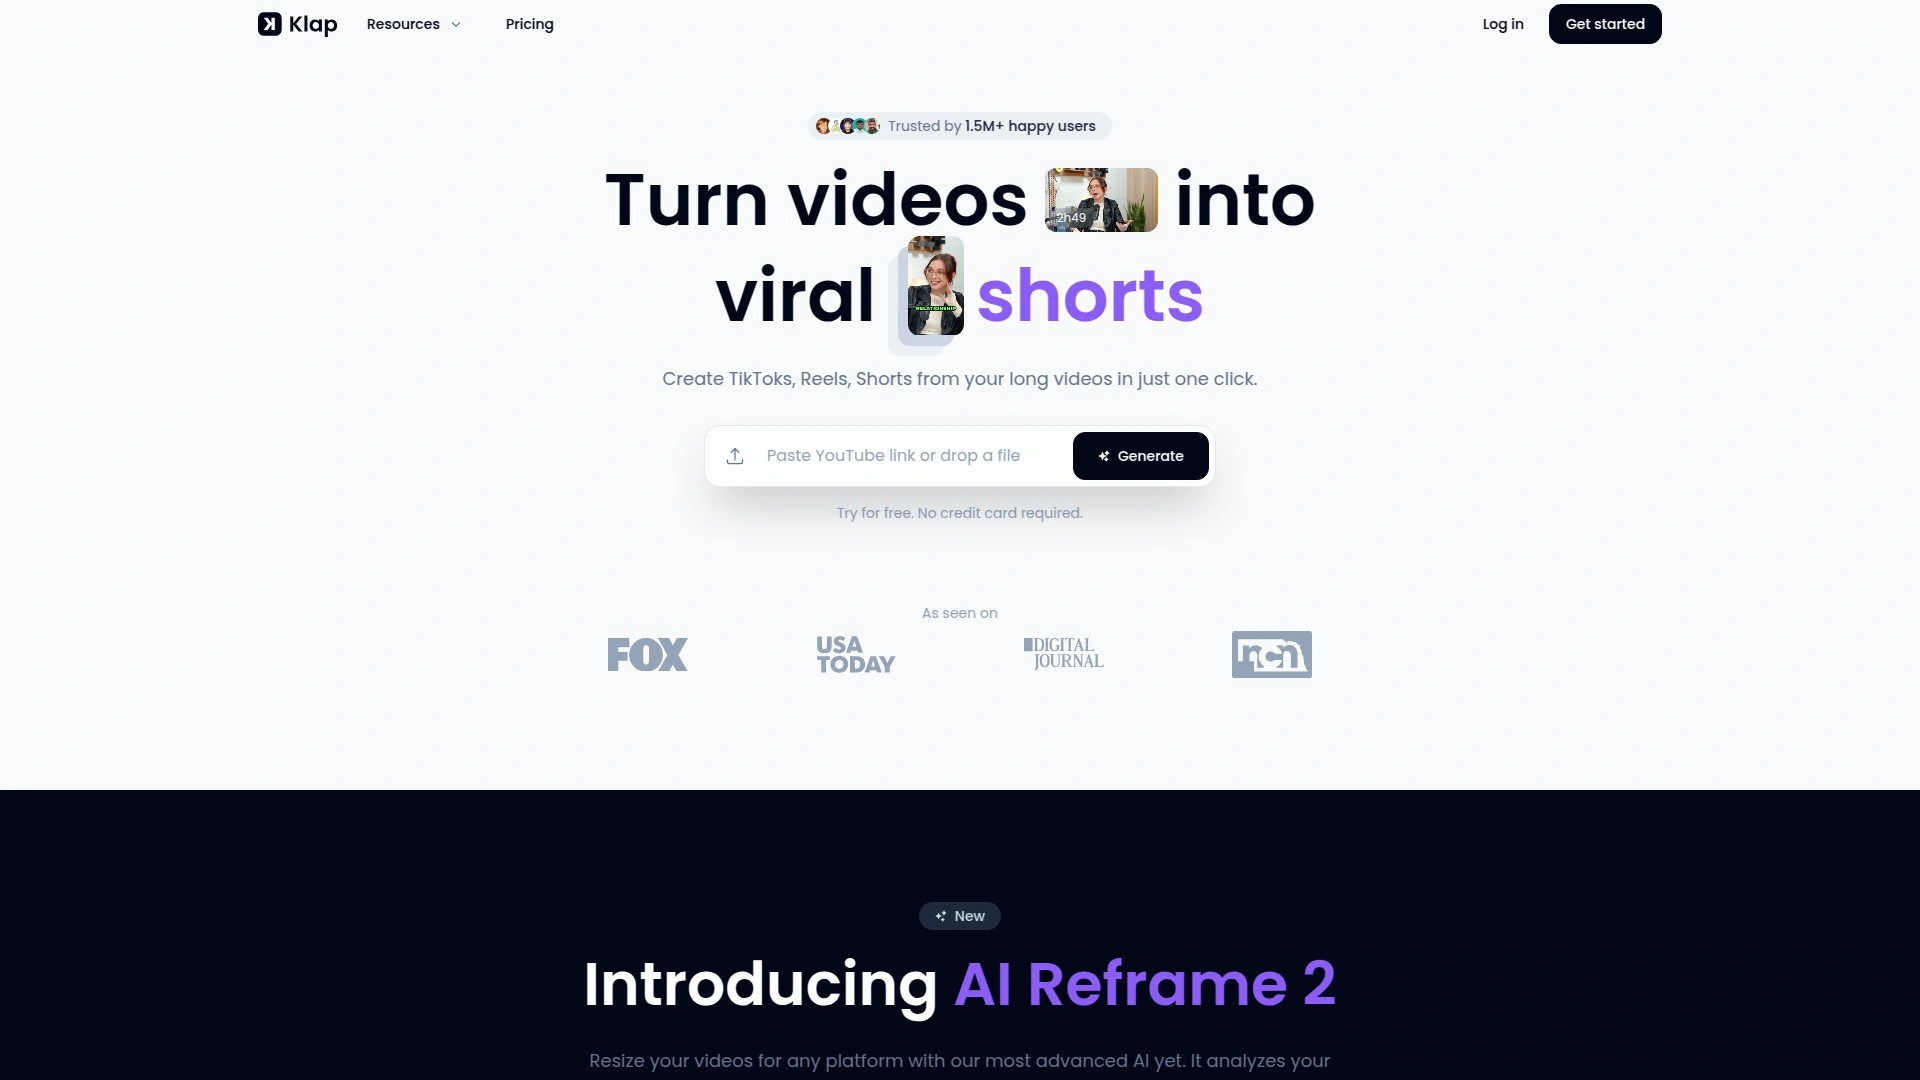 Klap
Resources
Pricing
Log in
Get started
Trusted by 1.5M+ happy users
Turn videos into
2h49
viral shorts
RELATIONSHIP
Create TikToks, Reels, Shorts from your long videos in just one click.
Paste YouTube link or drop a file
Generate
Try for free. No credit card required.
As seen on
FOX
USA TODAY
DIGITAL JOURNAL
rcn
New
Introducing AI Reframe 2
Resize your videos for any platform with our most advanced AI yet. It analyzes your